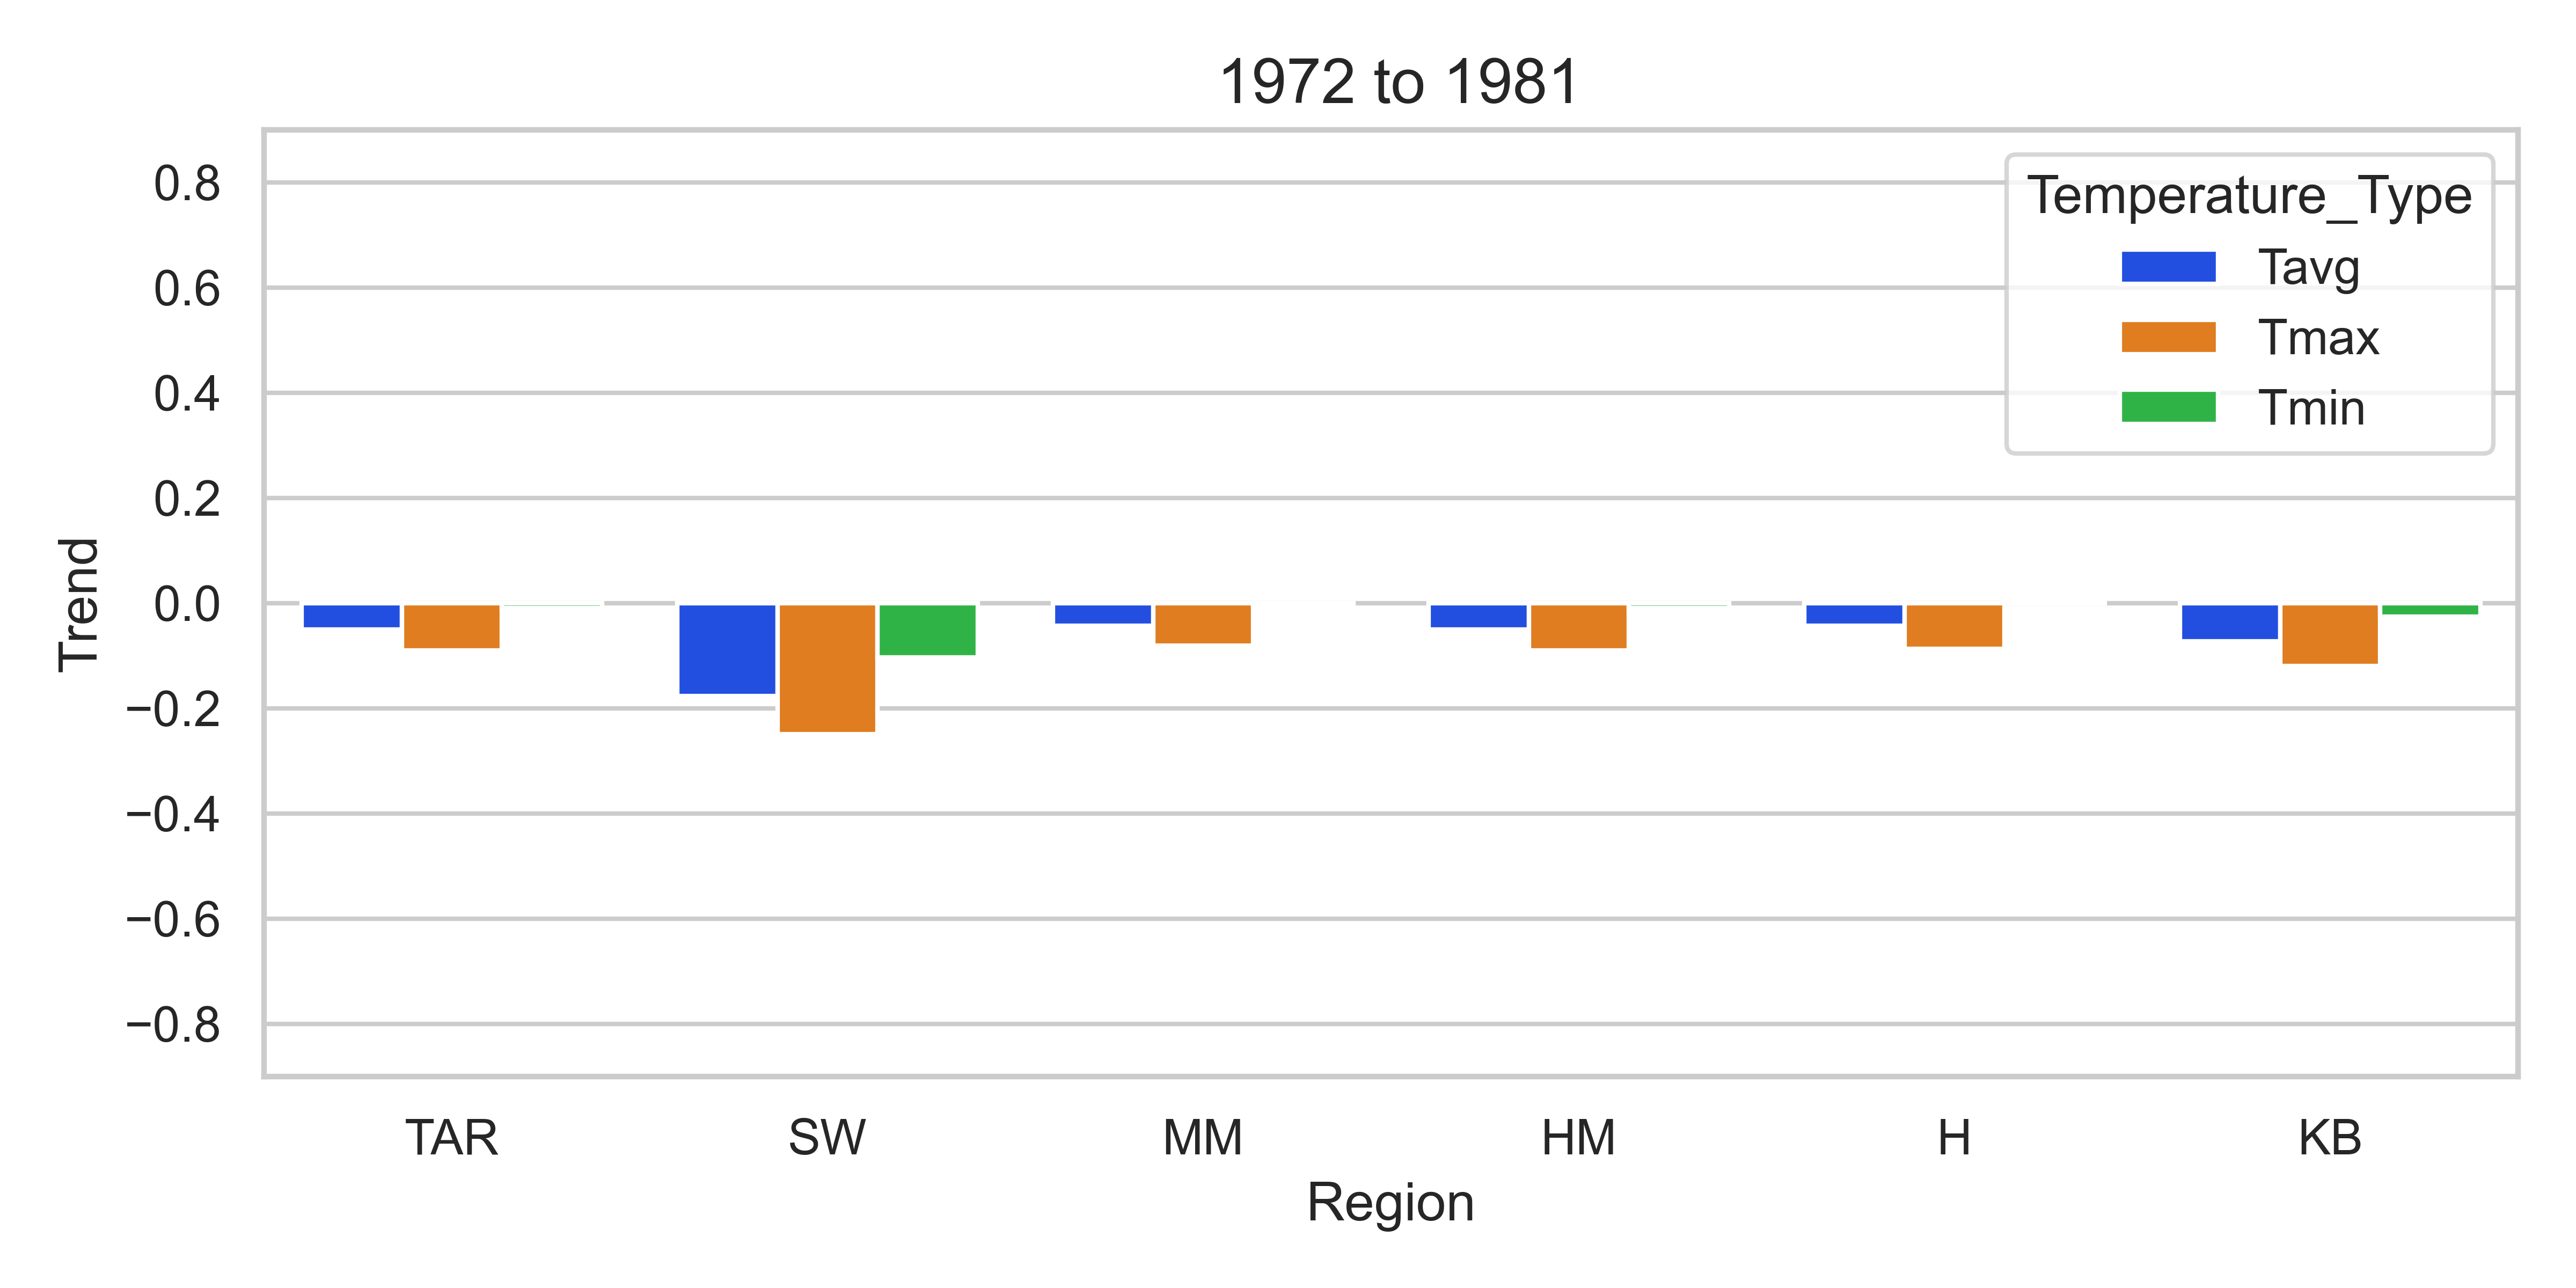 1972 to 1981
Temperature_Type
Tavg
Tmax
Tmin
Trend
0.8
0.6
0.4
0.2
0.0
−0.2
−0.4
−0.6
−0.8
TAR SW MM HM H KB
Region